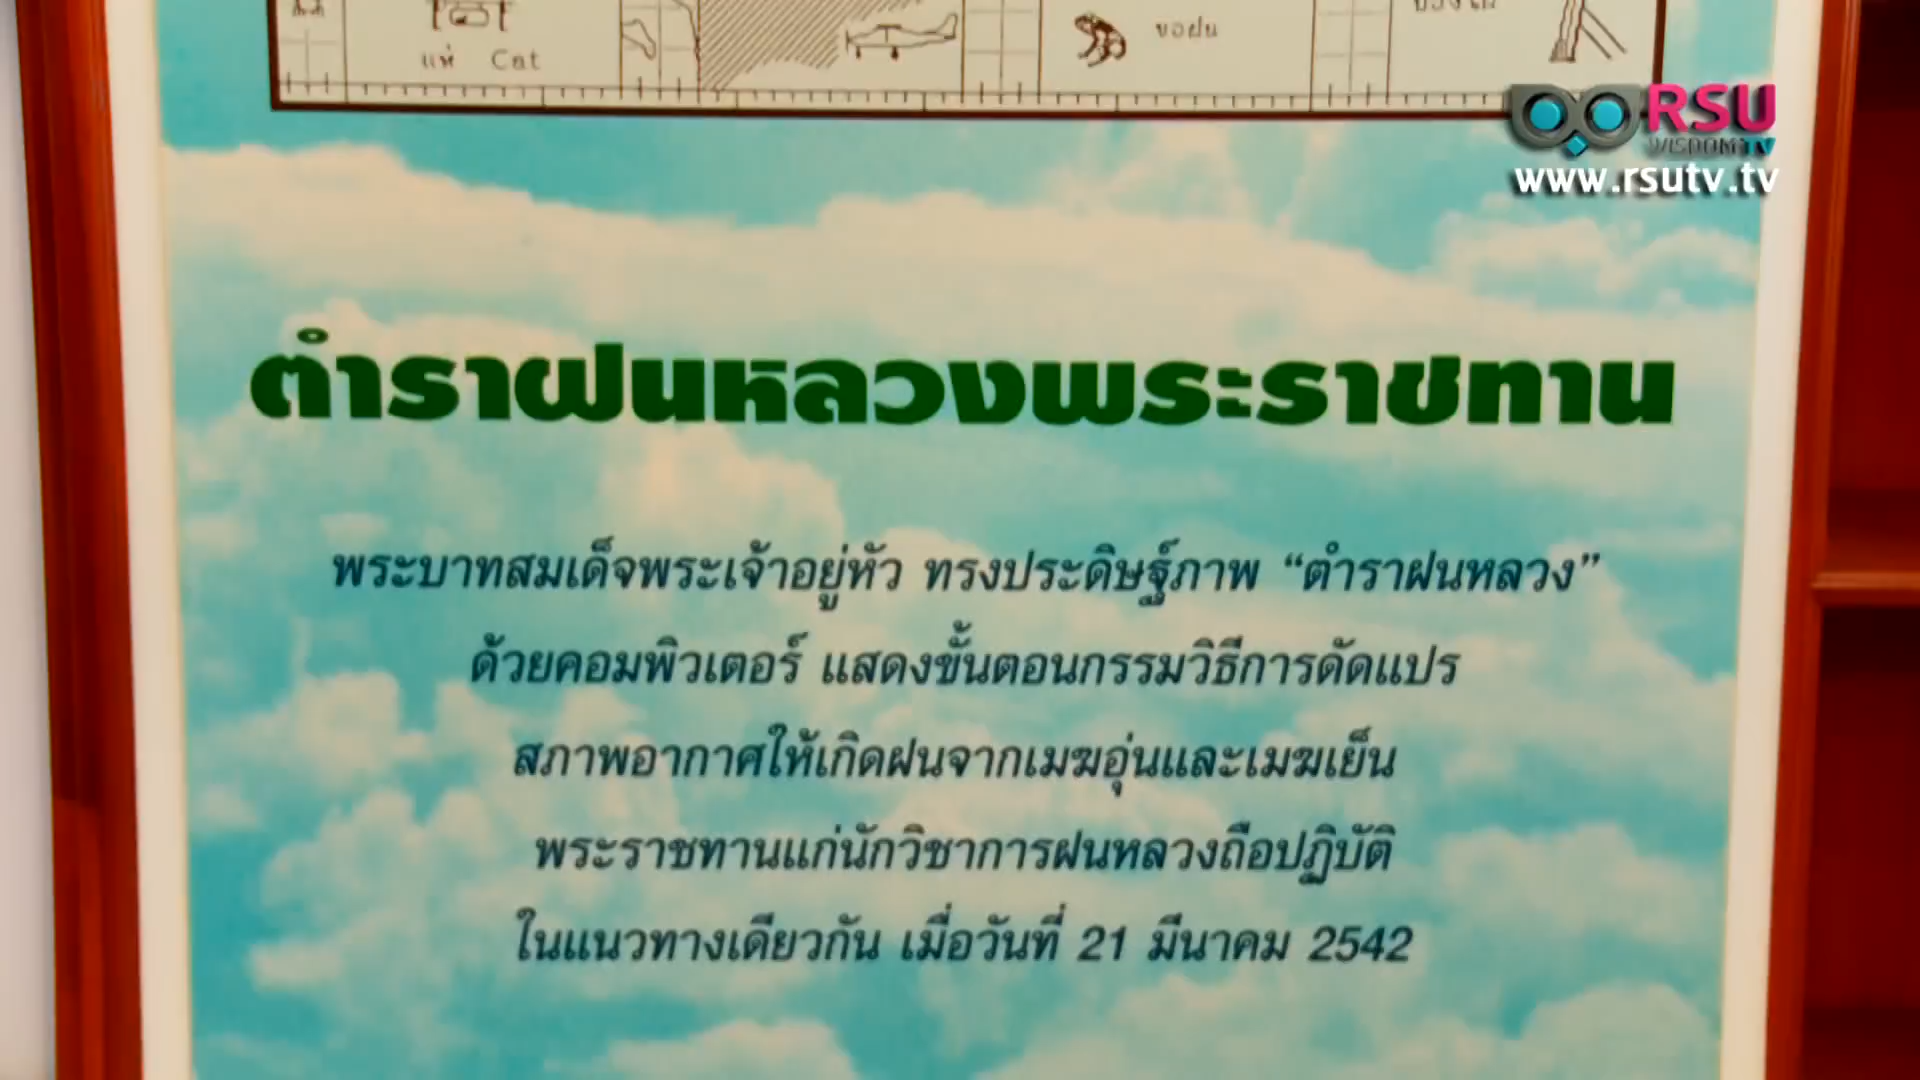 แห่ Cat
ขอฝน
RSU
WISDOM TV
www.rsutv.tv
ตำราฝนหลวงพระราชทาน
พระบาทสมเด็จพระเจ้าอยู่หัว ทรงประดิษฐ์ภาพ “ตำราฝนหลวง”
ด้วยคอมพิวเตอร์ แสดงขั้นตอนกรรมวิธีการดัดแปร
สภาพอากาศให้เกิดฝนจากเมฆอุ่นและเมฆเย็น
พระราชทานแก่นักวิชาการฝนหลวงถือปฏิบัติ
ในแนวทางเดียวกัน เมื่อวันที่ 21 มีนาคม 2542